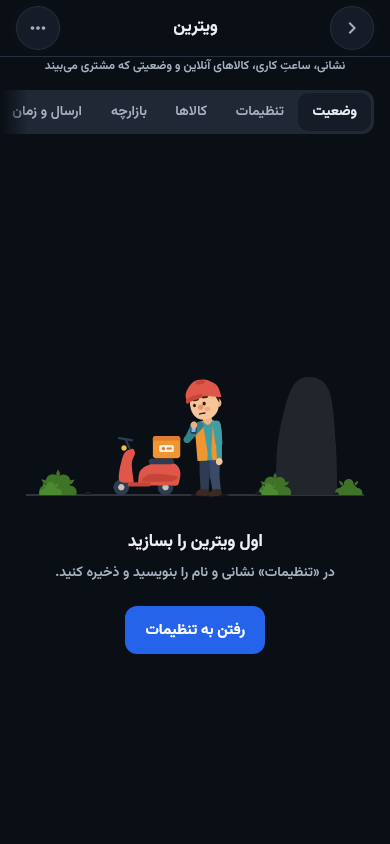 ویترین
نشانی، ساعتِ کاری، کالاهای آنلاین و وضعیتی که مشتری می‌بیند
وضعیت تنظیمات کالاها بازارچه ارسال و زمان
اول ویترین را بسازید
در «تنظیمات» نشانی و نام را بنویسید و ذخیره کنید.
رفتن به تنظیمات